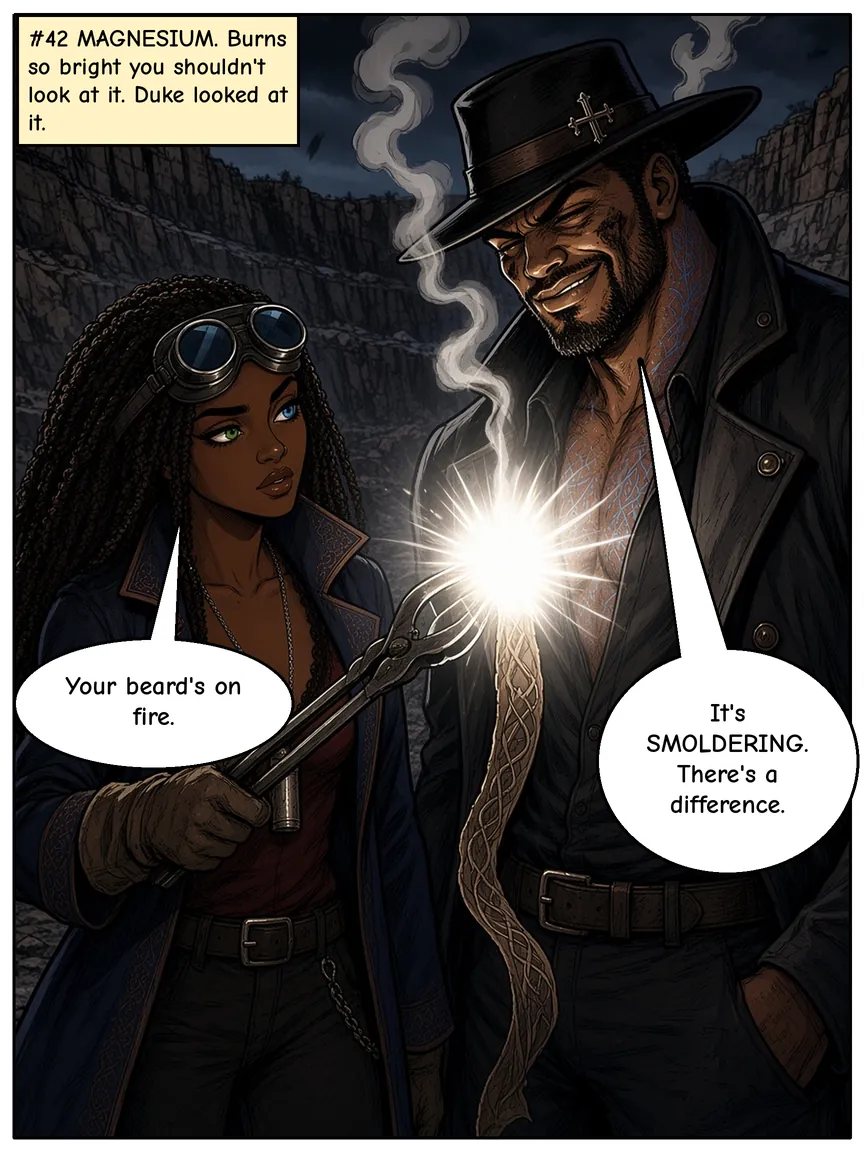 #42 MAGNESIUM. Burns
so bright you shouldn't
look at it. Duke looked at
it.
Your beard's on
fire.
It's
SMOLDERING.
There's a
difference.